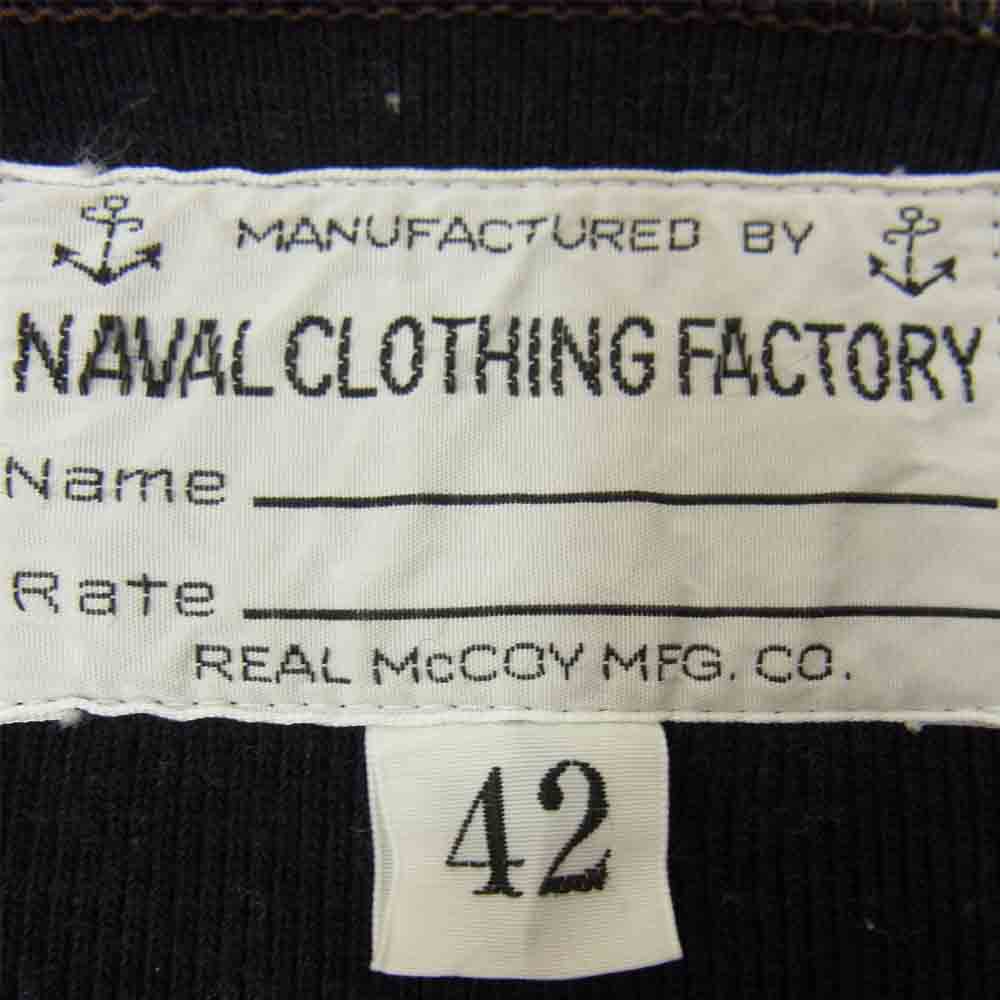 MANUFACTURED BY
NAVAL CLOTHING FACTORY
Name
Rate
REAL McCOY MFG. CO.
42